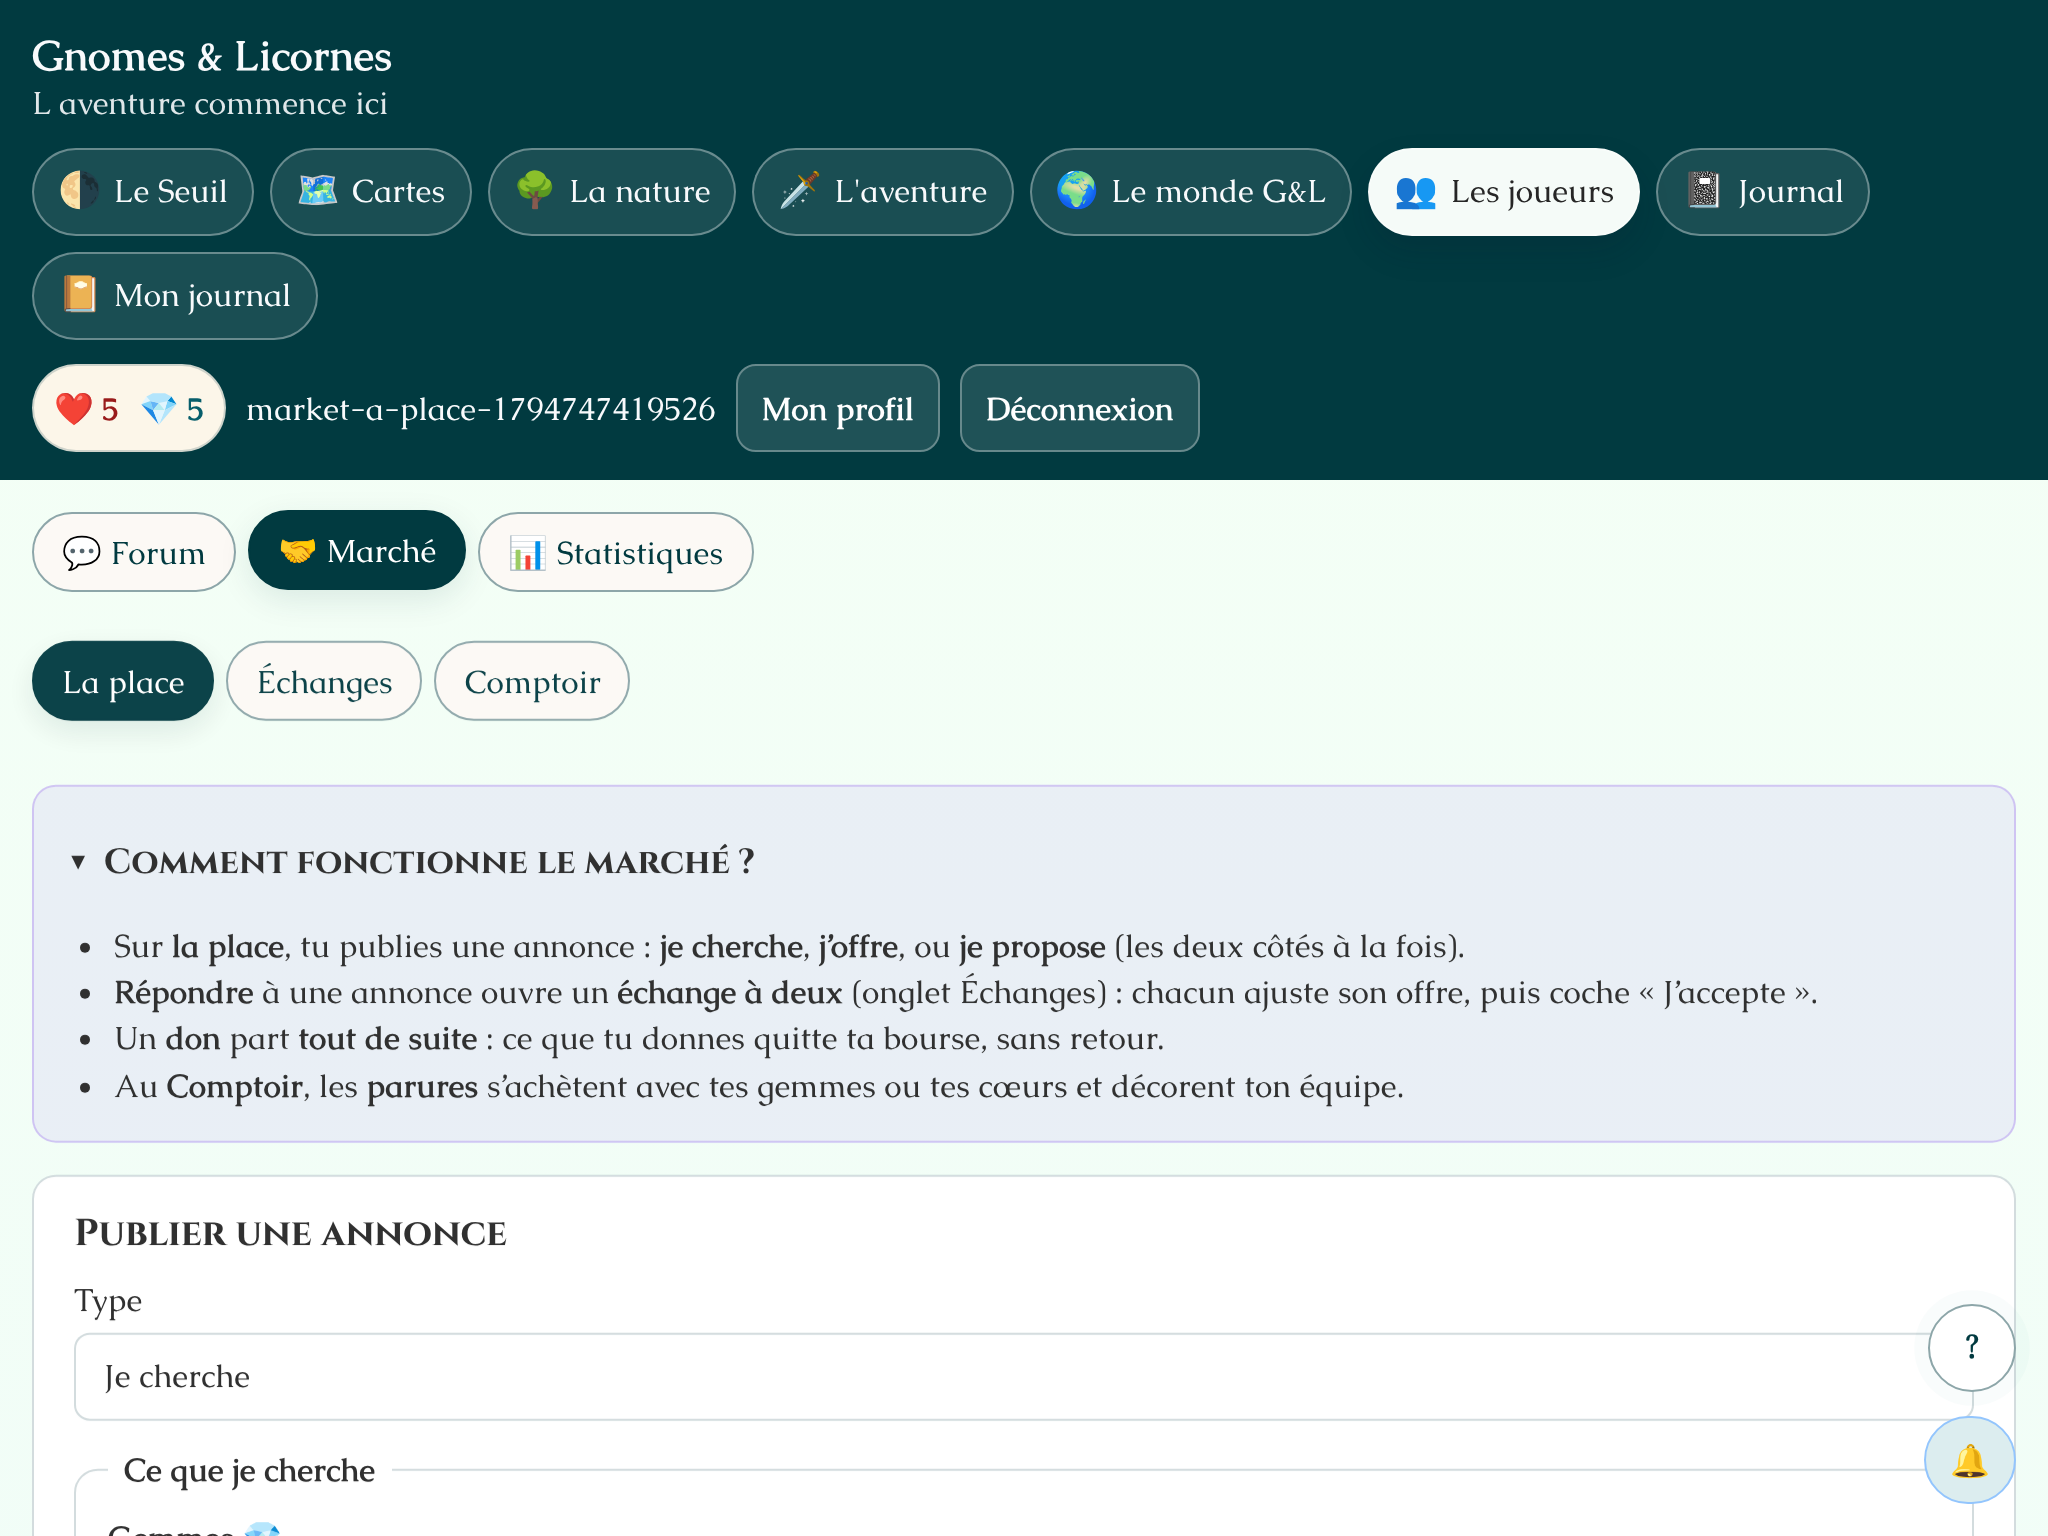 Gnomes & Licornes
L aventure commence ici
Le Seuil
Cartes
La nature
L'aventure
Le monde G&L
Les joueurs
Journal
Mon journal
5 5 market-a-place-1794747419526 Mon profil Déconnexion
Forum
Marché
Statistiques
La place
Échanges
Comptoir
Comment fonctionne le marché ?
Sur la place, tu publies une annonce : je cherche, j’offre, ou je propose (les deux côtés à la fois).
Répondre à une annonce ouvre un échange à deux (onglet Échanges) : chacun ajuste son offre, puis coche « J’accepte ».
Un don part tout de suite : ce que tu donnes quitte ta bourse, sans retour.
Au Comptoir, les parures s’achètent avec tes gemmes ou tes cœurs et décorent ton équipe.
Publier une annonce
Type
Je cherche
?
Ce que je cherche
Gemmes